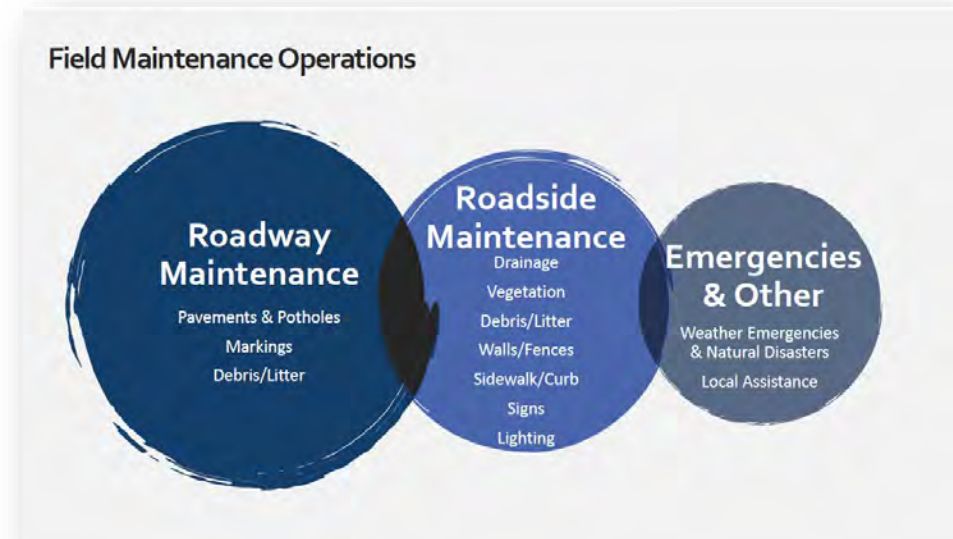 Field Maintenance Operations
Roadway
Maintenance
Pavements & Potholes
Markings
Debris/Litter
Roadside
Maintenance
Drainage
Vegetation
Debris/Litter
Walls/Fences
Sidewalk/Curb
Signs
Lighting
Emergencies
& Other
Weather Emergencies
& Natural Disasters
Local Assistance